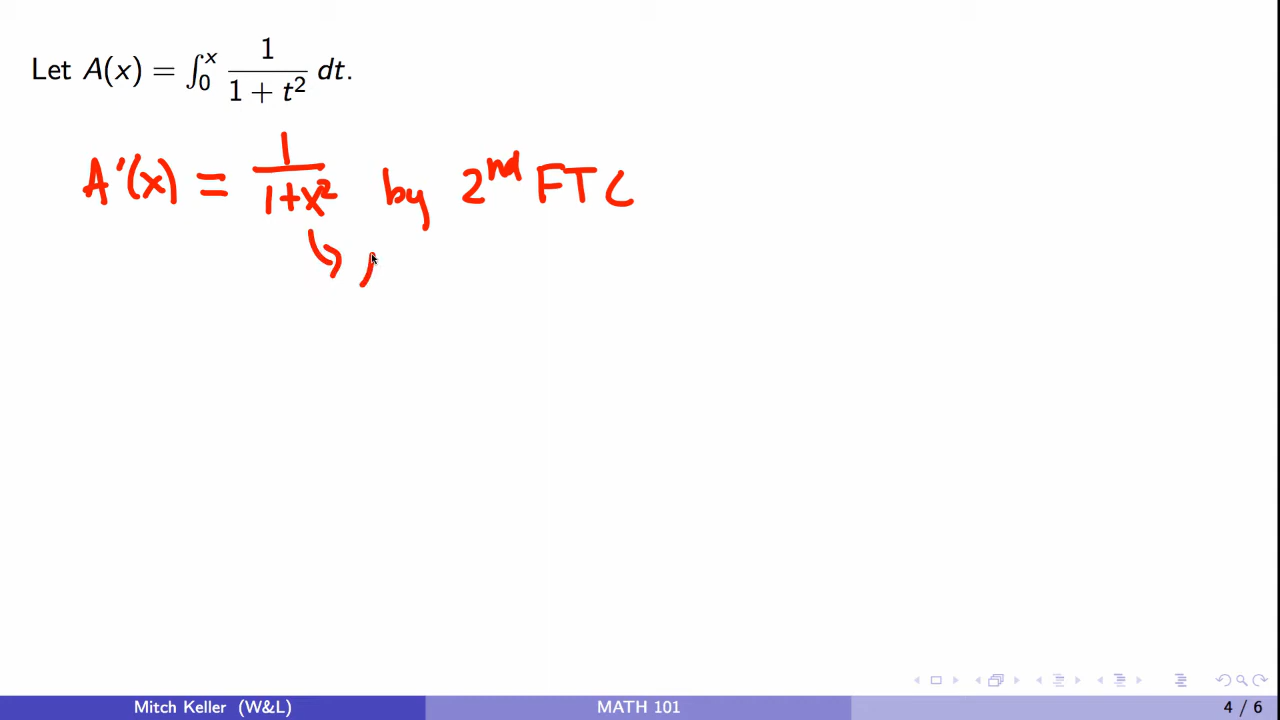 Let A(x) = ∫₀ˣ 1/(1 + t²) dt.
A'(x) = 1/(1+x²) by 2ⁿᵈ FTC
Mitch Keller (W&L) MATH 101 4 / 6